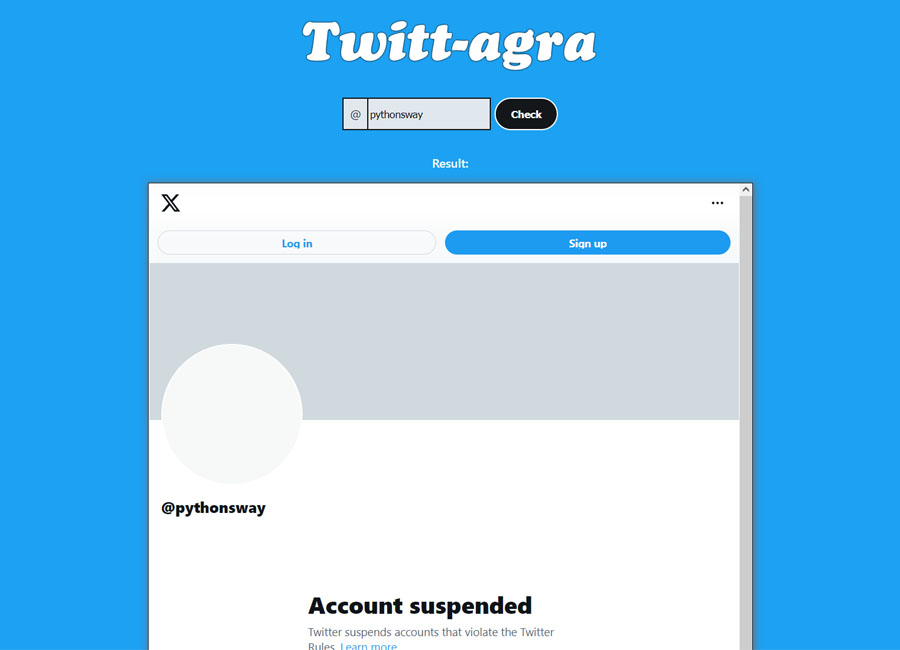 Twitt-agra
@ pythonsway Check
Result:
Log in Sign up
@pythonsway
Account suspended
Twitter suspends accounts that violate the Twitter
Rules. Learn more